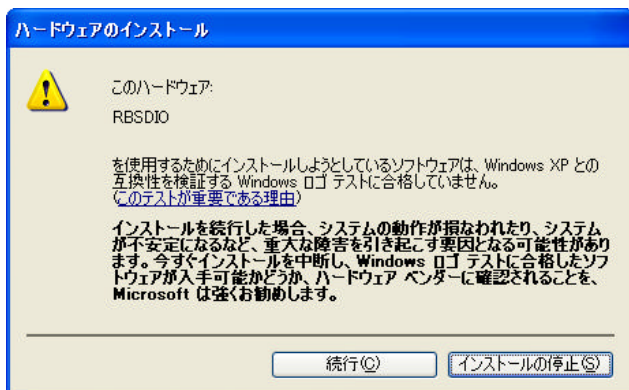 ハードウェアのインストール
このハードウェア:
RBSDIO
を使用するためにインストールしようとしているソフトウェアは、Windows XP との
互換性を検証する Windows ロゴ テストに合格していません。
(このテストが重要である理由)
インストールを続行した場合、システムの動作が損なわれたり、システム
が不安定になるなど、重大な障害を引き起こす要因となる可能性があり
ます。今すぐインストールを中断し、Windows ロゴ テストに合格したソフ
トウェアが入手可能かどうか、ハードウェア ベンダーに確認されることを、
Microsoft は強くお勧めします。
続行(C) インストールの停止(S)